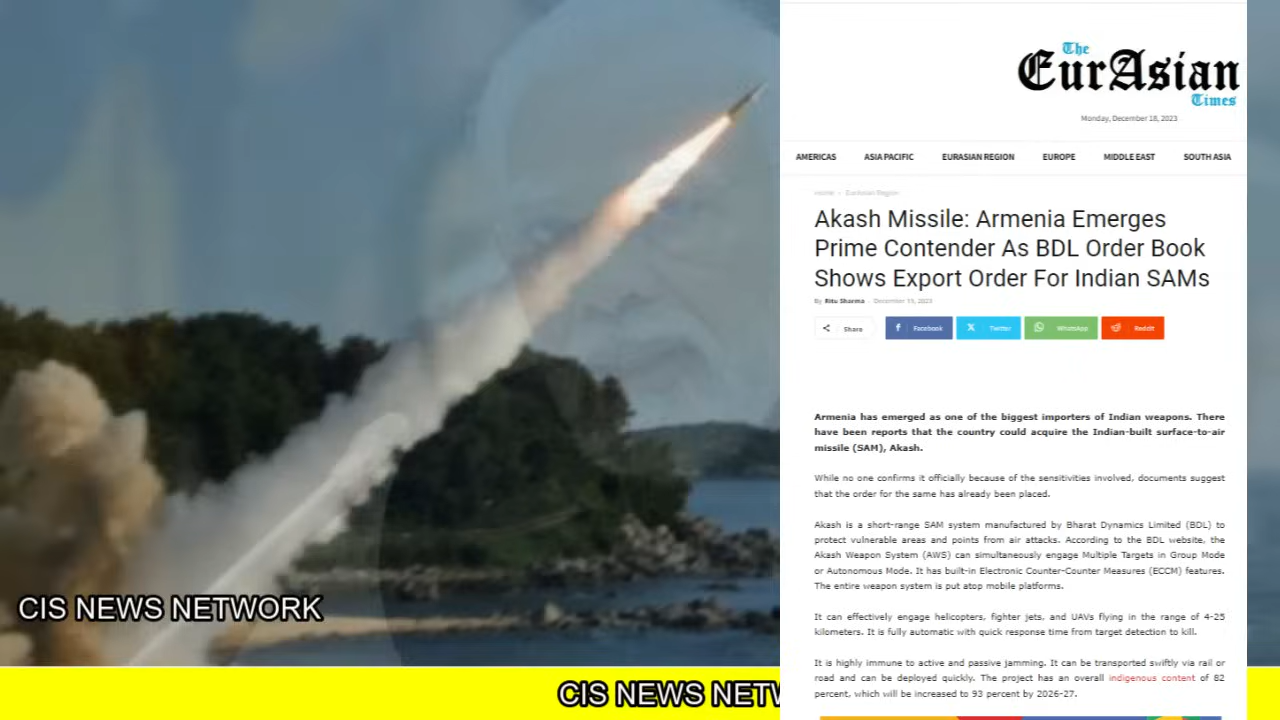 The
EurAsian
Times
Monday, December 18, 2023
AMERICAS ASIA PACIFIC EURASIAN REGION EUROPE MIDDLE EAST SOUTH ASIA
Home › EurAsian Region
Akash Missile: Armenia Emerges
Prime Contender As BDL Order Book
Shows Export Order For Indian SAMs
By Ritu Sharma - December 15, 2023
Share Facebook Twitter WhatsApp Reddit
Armenia has emerged as one of the biggest importers of Indian weapons. There
have been reports that the country could acquire the Indian-built surface-to-air
missile (SAM), Akash.
While no one confirms it officially because of the sensitivities involved, documents suggest
that the order for the same has already been placed.
Akash is a short-range SAM system manufactured by Bharat Dynamics Limited (BDL) to
protect vulnerable areas and points from air attacks. According to the BDL website, the
Akash Weapon System (AWS) can simultaneously engage Multiple Targets in Group Mode
or Autonomous Mode. It has built-in Electronic Counter-Counter Measures (ECCM) features.
The entire weapon system is put atop mobile platforms.
It can effectively engage helicopters, fighter jets, and UAVs flying in the range of 4-25
kilometers. It is fully automatic with quick response time from target detection to kill.
It is highly immune to active and passive jamming. It can be transported swiftly via rail or
road and can be deployed quickly. The project has an overall indigenous content of 82
percent, which will be increased to 93 percent by 2026-27.
CIS NEWS NETWORK
CIS NEWS NETW